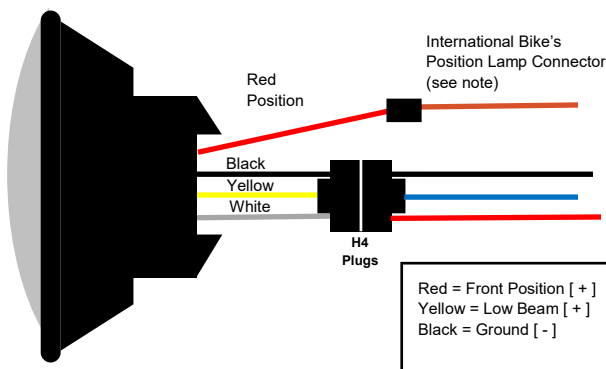 International Bike's
Position Lamp Connector
(see note)
Red
Position
Black
Yellow
White
H4
Plugs
Red = Front Position [ + ]
Yellow = Low Beam [ + ]
Black = Ground [ - ]